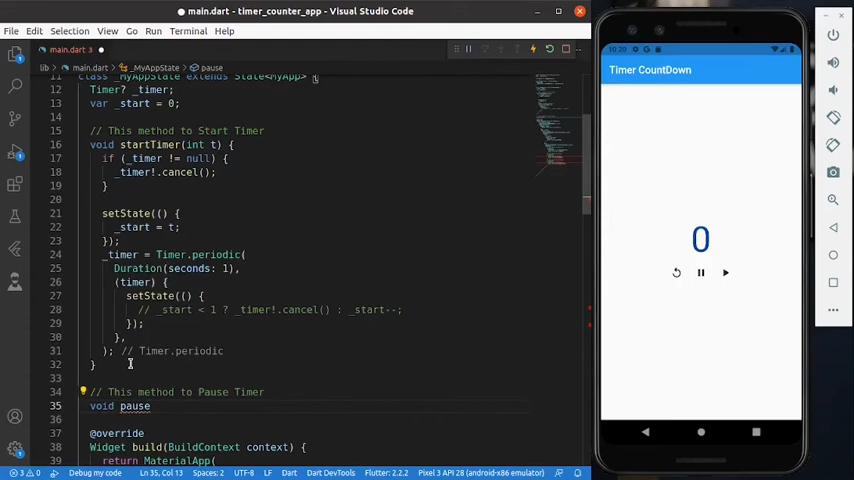 main.dart - timer_counter_app - Visual Studio Code
File Edit Selection View Go Run Terminal Help
main.dart 3
lib > main.dart > _MyAppState > pause
11 class _MyAppState extends State<MyApp> {
12 Timer? _timer;
13 var _start = 0;
14
15 // This method to Start Timer
16 void startTimer(int t) {
17 if (_timer != null) {
18 _timer!.cancel();
19 }
20
21 setState(() {
22 _start = t;
23 });
24 _timer = Timer.periodic(
25 Duration(seconds: 1),
26 (timer) {
27 setState(() {
28 // _start < 1 ? _timer!.cancel() : _start--;
29 });
30 },
31 ); // Timer.periodic
32 }
33
34 // This method to Pause Timer
35 void pause
36
37 @override
38 Widget build(BuildContext context) {
39 return MaterialApp(
3 0 Debug my code Ln 35, Col 13 Spaces: 2 UTF-8 LF Dart Dart DevTools Flutter: 2.2.2 Pixel 3 API 28 (android-x86 emulator)
10:20
Timer CountDown
0